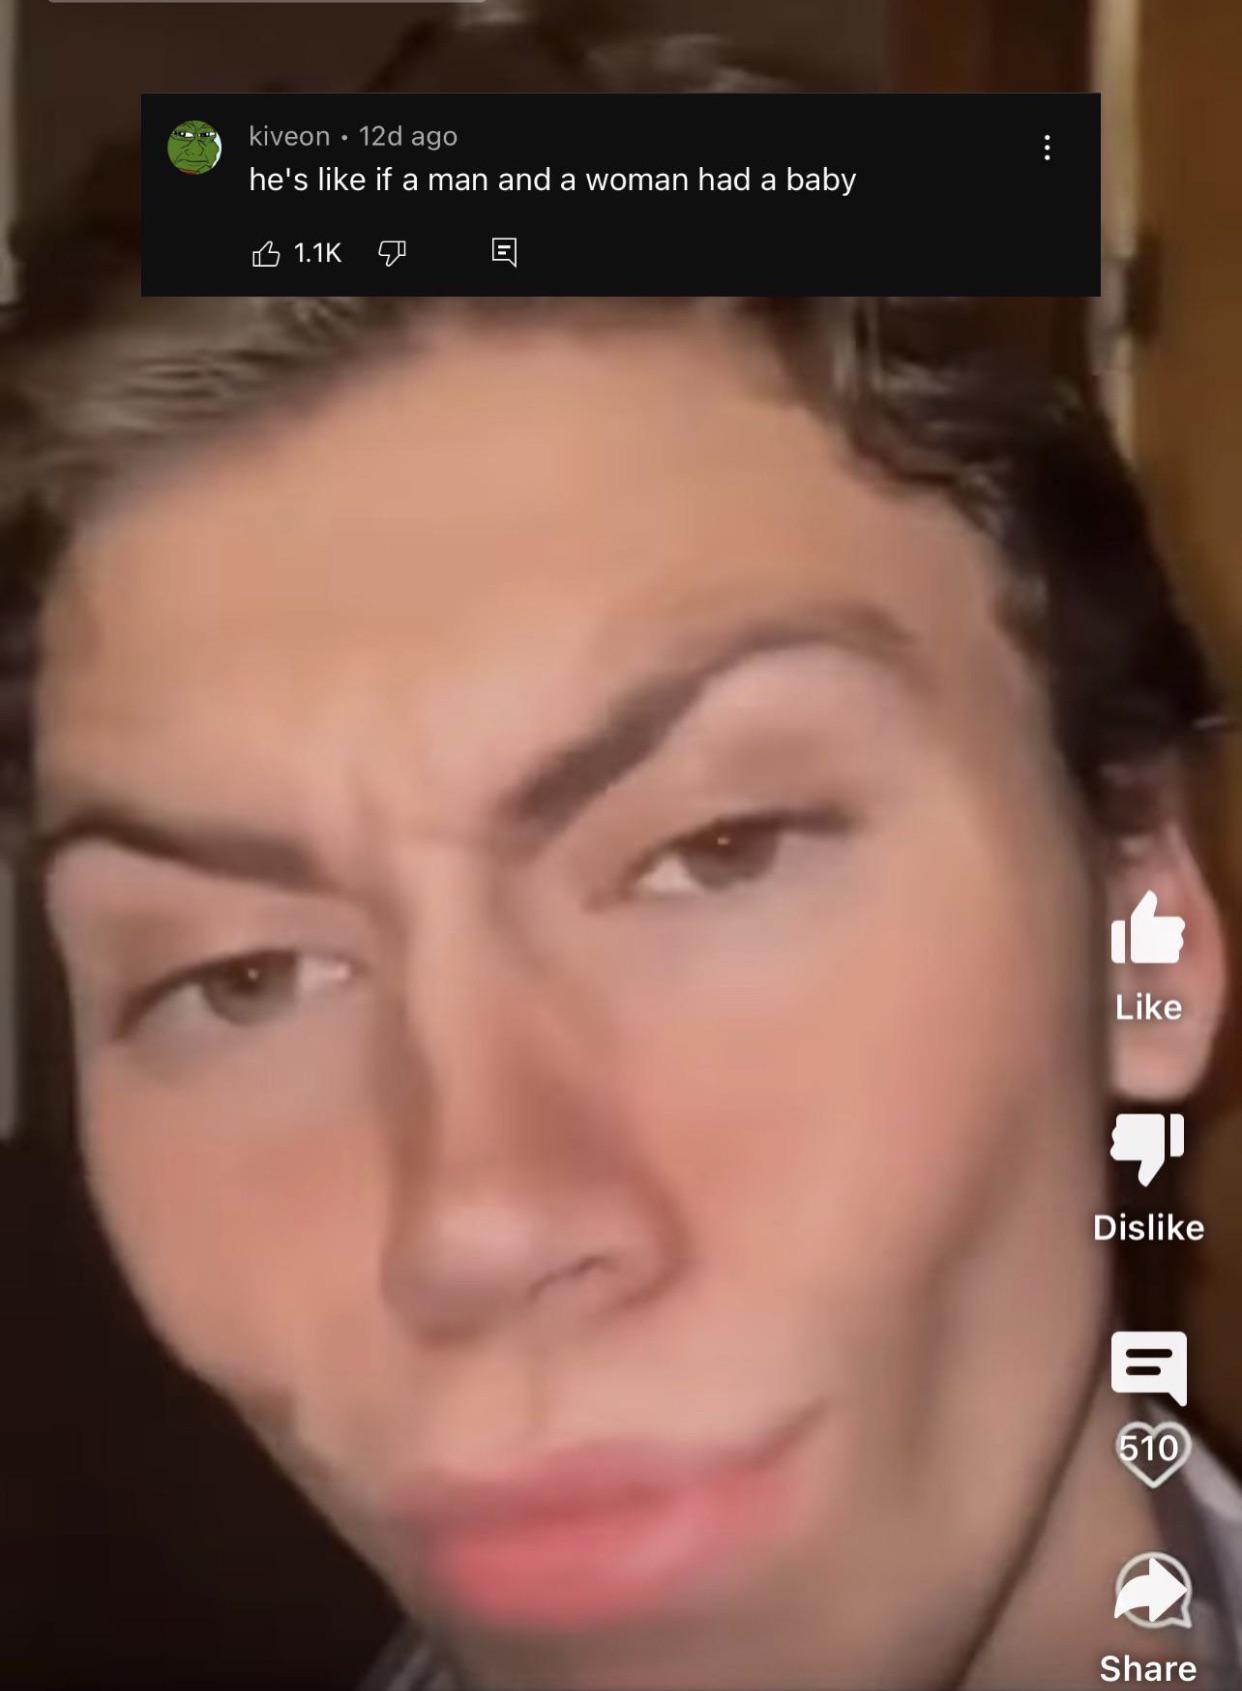 kiveon • 12d ago
he's like if a man and a woman had a baby
1.1K
Like
Dislike
510
Share